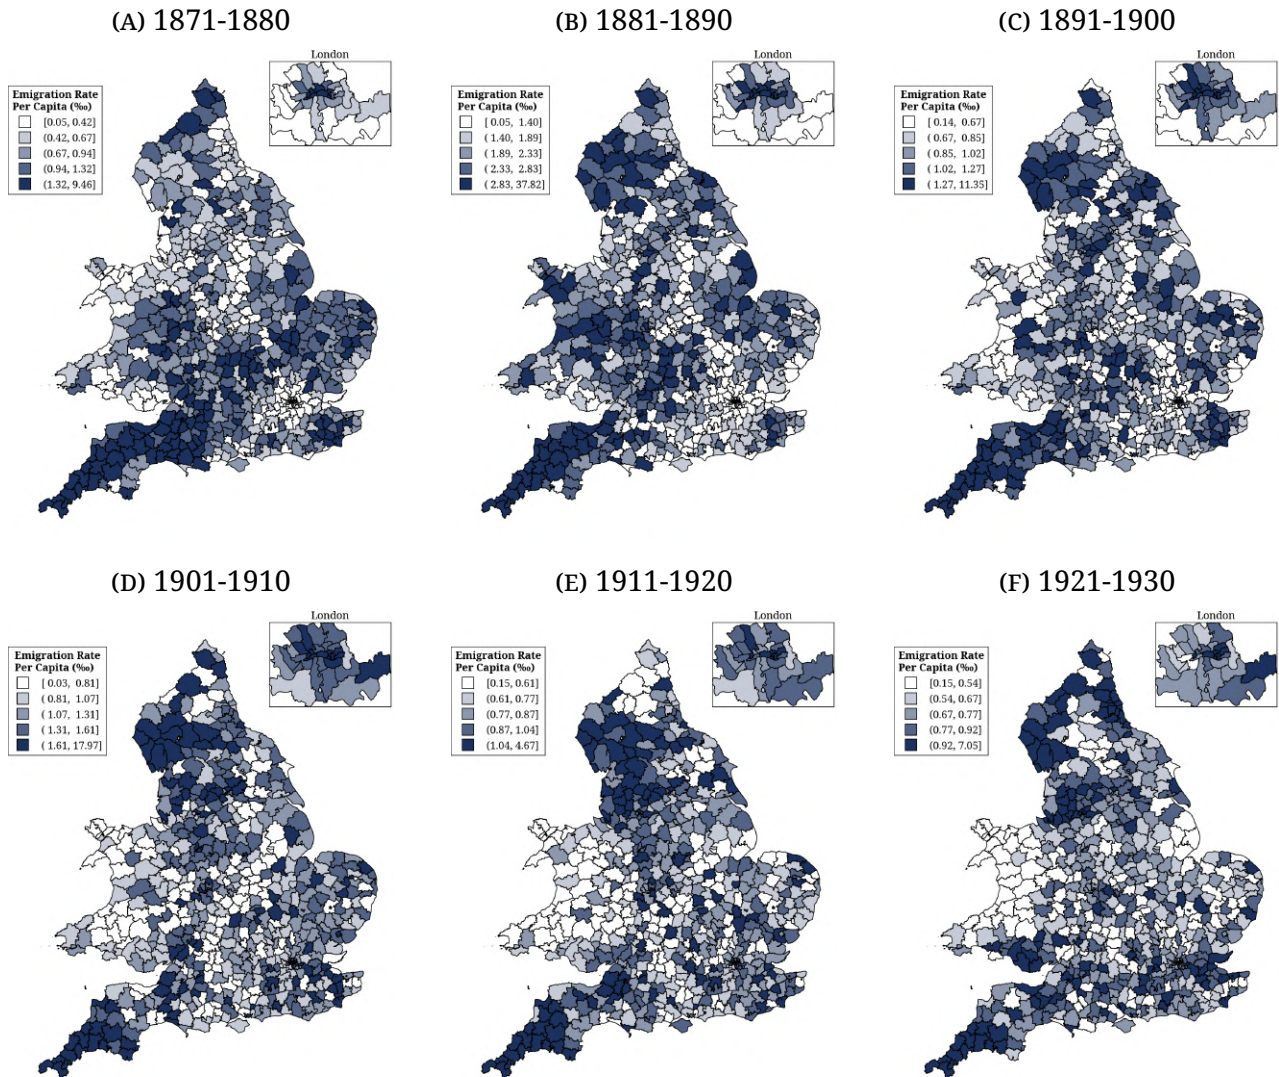 (A) 1871-1880
London
Emigration Rate
Per Capita (‰)
[0.05, 0.42]
(0.42, 0.67]
(0.67, 0.94]
(0.94, 1.32]
(1.32, 9.46]
(B) 1881-1890
London
Emigration Rate
Per Capita (‰)
[ 0.05, 1.40]
( 1.40, 1.89]
( 1.89, 2.33]
( 2.33, 2.83]
( 2.83, 37.82]
(C) 1891-1900
London
Emigration Rate
Per Capita (‰)
[ 0.14, 0.67]
( 0.67, 0.85]
( 0.85, 1.02]
( 1.02, 1.27]
( 1.27, 11.35]
(D) 1901-1910
London
Emigration Rate
Per Capita (‰)
[ 0.03, 0.81]
( 0.81, 1.07]
( 1.07, 1.31]
( 1.31, 1.61]
( 1.61, 17.97]
(E) 1911-1920
London
Emigration Rate
Per Capita (‰)
[0.15, 0.61]
(0.61, 0.77]
(0.77, 0.87]
(0.87, 1.04]
(1.04, 4.67]
(F) 1921-1930
London
Emigration Rate
Per Capita (‰)
[0.15, 0.54]
(0.54, 0.67]
(0.67, 0.77]
(0.77, 0.92]
(0.92, 7.05]